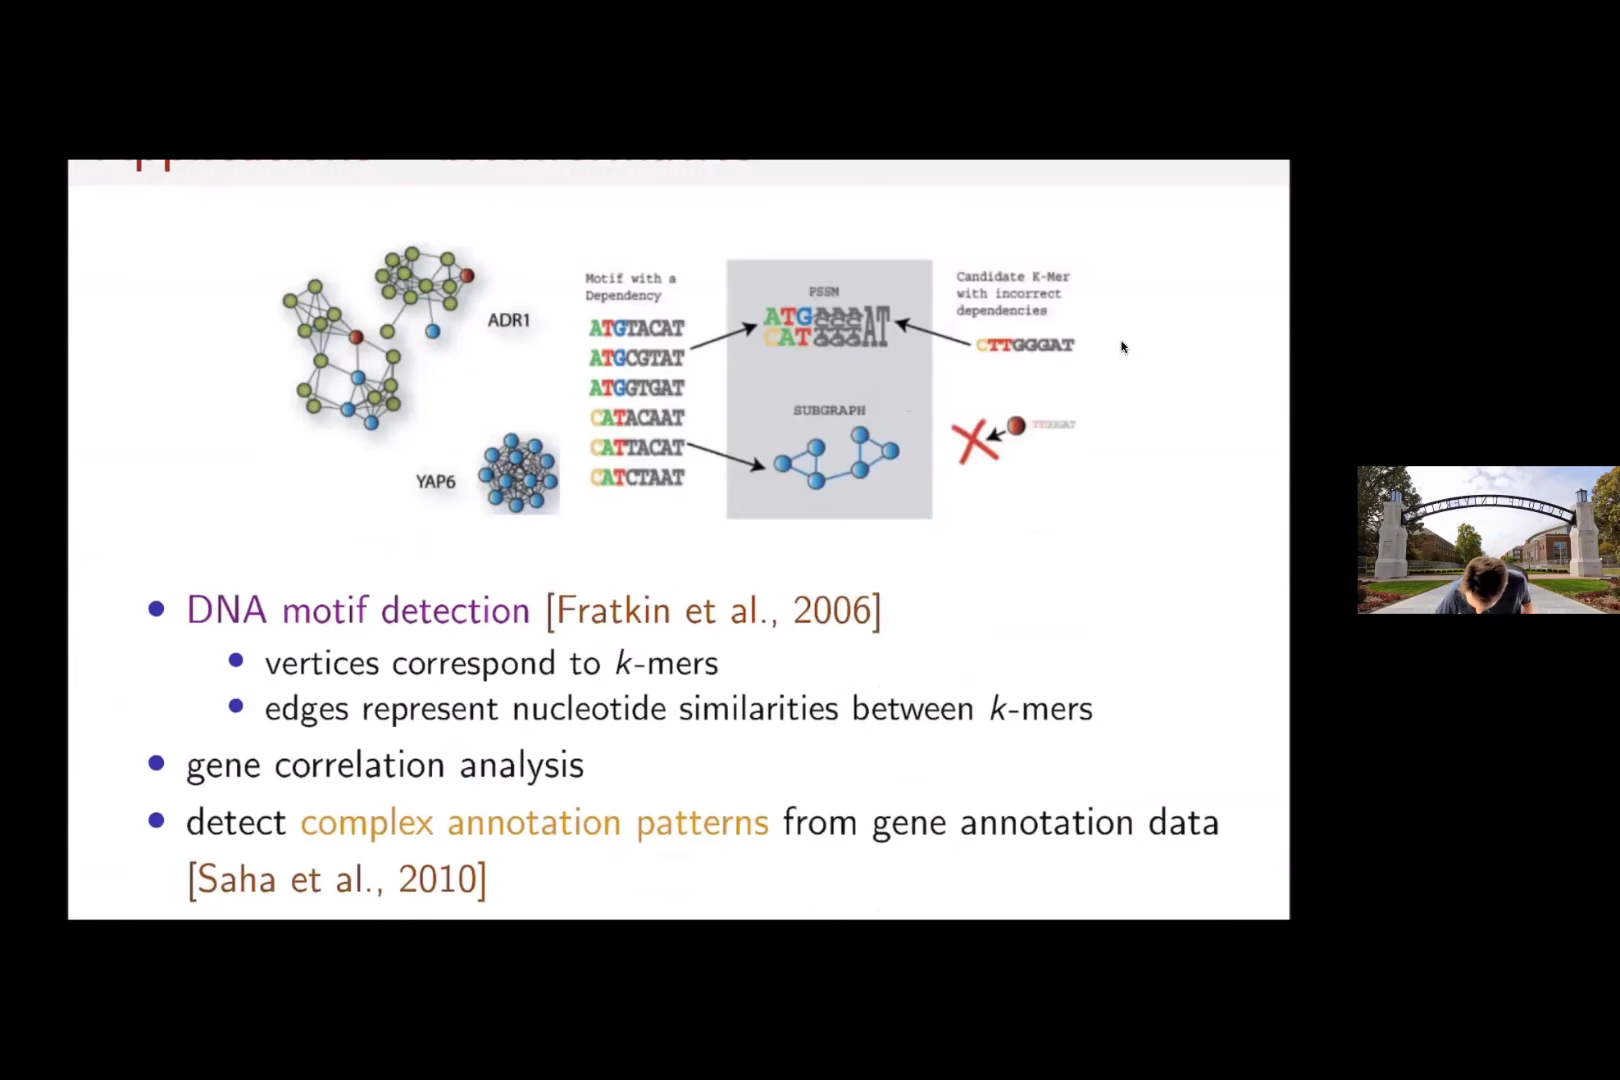 ADR1
YAP6
Motif with a
Dependency
ATGTACAT
ATGCGTAT
ATGGTGAT
CATACAAT
CATTACAT
CATCTAAT
PSSM
SUBGRAPH
Candidate K-Mer
with incorrect
dependencies
CTTGGGAT
• DNA motif detection [Fratkin et al., 2006]
• vertices correspond to k-mers
• edges represent nucleotide similarities between k-mers
• gene correlation analysis
• detect complex annotation patterns from gene annotation data
[Saha et al., 2010]